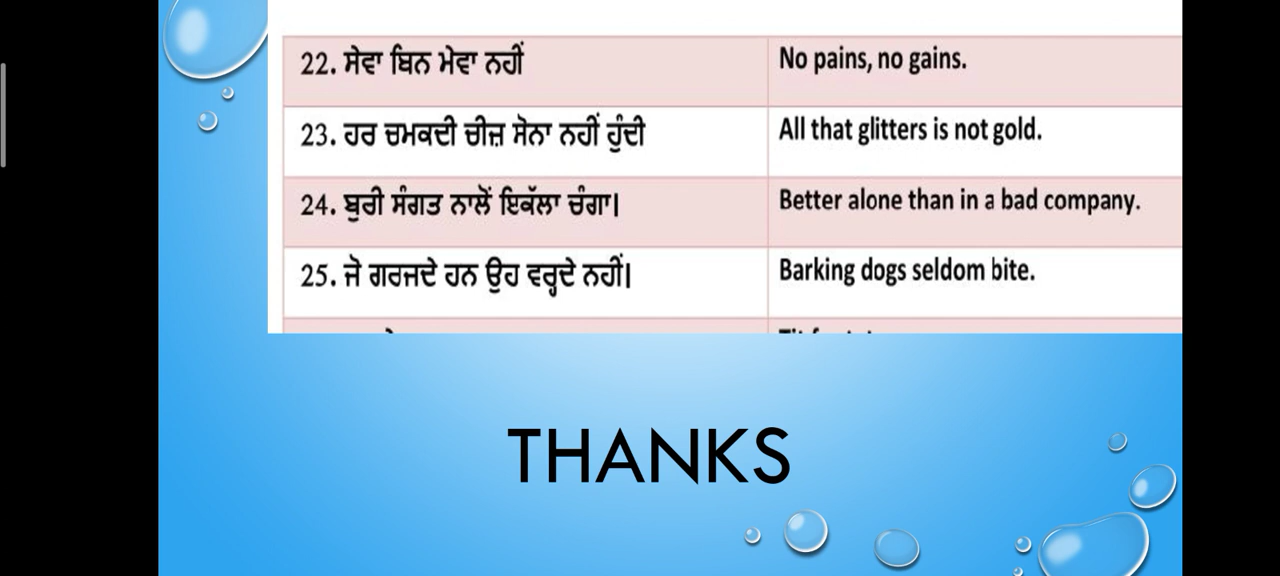 22. ਸੇਵਾ ਬਿਨ ਮੇਵਾ ਨਹੀਂ No pains, no gains.
23. ਹਰ ਚਮਕਦੀ ਚੀਜ਼ ਸੋਨਾ ਨਹੀਂ ਹੁੰਦੀ All that glitters is not gold.
24. ਬੁਰੀ ਸੰਗਤ ਨਾਲੋਂ ਇਕੱਲਾ ਚੰਗਾ। Better alone than in a bad company.
25. ਜੋ ਗਰਜਦੇ ਹਨ ਉਹ ਵਰ੍ਹਦੇ ਨਹੀਂ। Barking dogs seldom bite.
THANKS